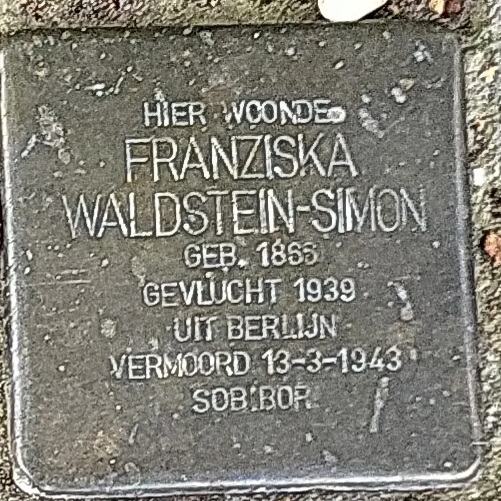 HIER WOONDE
FRANZISKA
WALDSTEIN-SIMON
GEB. 1866
GEVLUCHT 1939
UIT BERLIJN
VERMOORD 13-3-1943
SOBIBOR